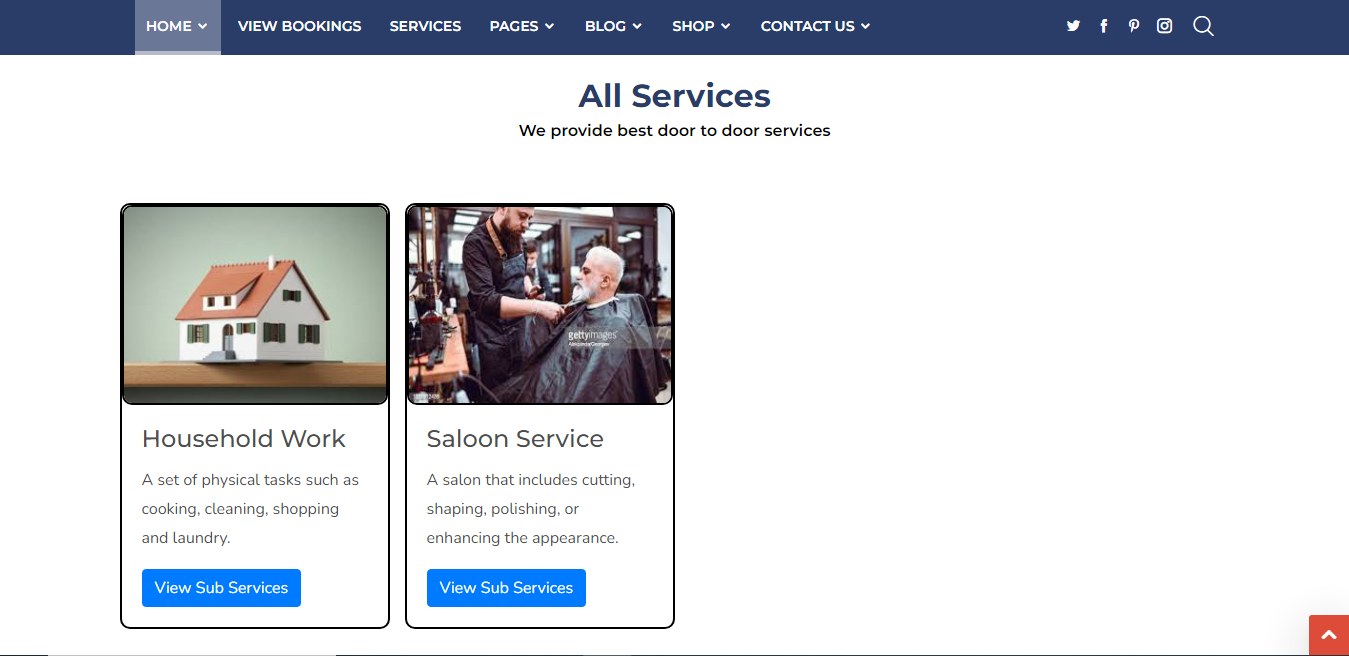 HOME VIEW BOOKINGS SERVICES PAGES BLOG SHOP CONTACT US
All Services
We provide best door to door services
gettyimages
Household Work
A set of physical tasks such as
cooking, cleaning, shopping
and laundry.
View Sub Services
Saloon Service
A salon that includes cutting,
shaping, polishing, or
enhancing the appearance.
View Sub Services